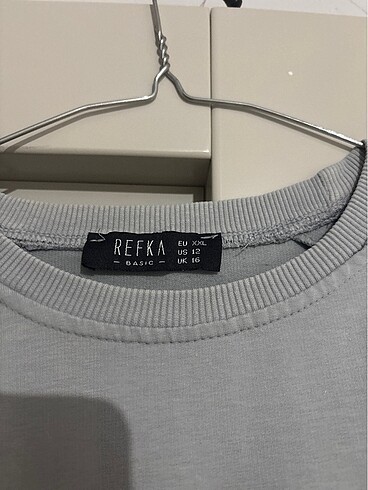 REFKA
— BASIC —
EU XXL
US 12
UK 16